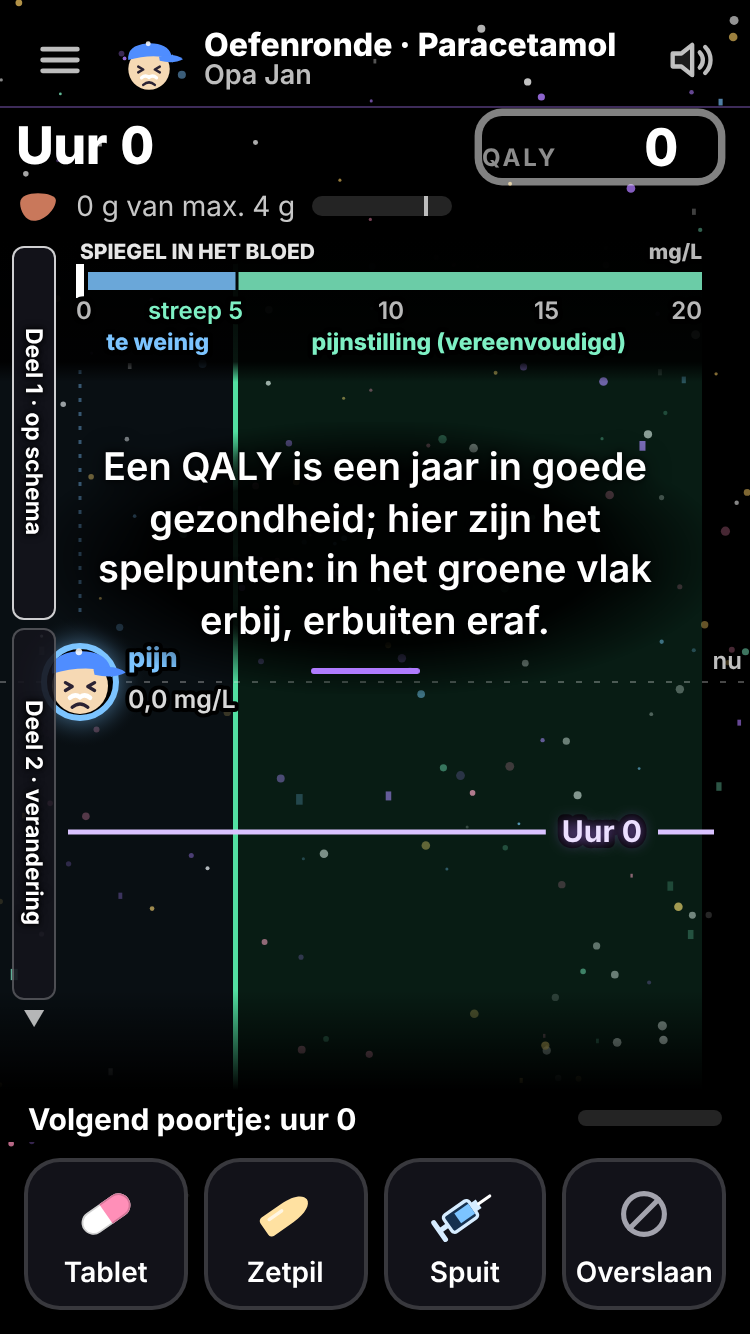 Oefenronde · Paracetamol
Opa Jan
Uur 0
QALY 0
0 g van max. 4 g
SPIEGEL IN HET BLOED mg/L
0 streep 5 10 15 20
te weinig pijnstilling (vereenvoudigd)
Deel 1 · op schema
Een QALY is een jaar in goede
gezondheid; hier zijn het
spelpunten: in het groene vlak
erbij, erbuiten eraf.
pijn
nu
0,0 mg/L
Deel 2 · verandering
Uur 0
Volgend poortje: uur 0
Tablet Zetpil Spuit Overslaan